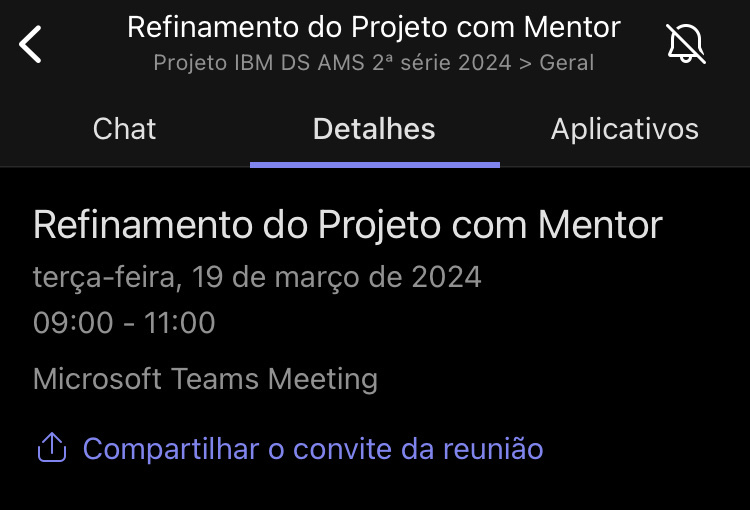 Refinamento do Projeto com Mentor
Projeto IBM DS AMS 2ª série 2024 > Geral
Chat
Detalhes
Aplicativos
Refinamento do Projeto com Mentor
terça-feira, 19 de março de 2024
09:00 - 11:00
Microsoft Teams Meeting
Compartilhar o convite da reunião